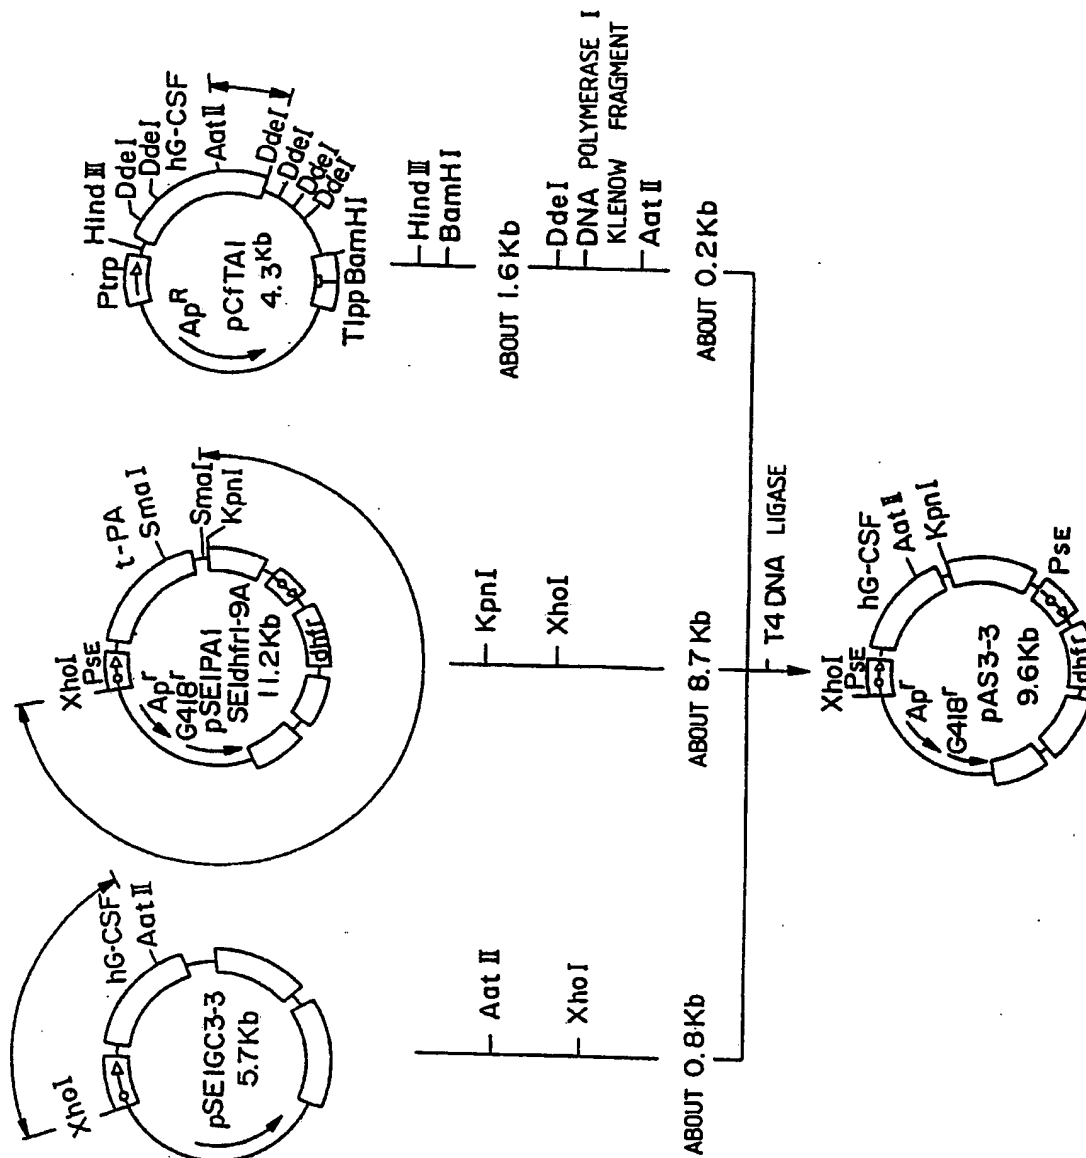 Ptrp
HindⅢ
DdeI
DdeI
hG-CSF
AatⅡ
DdeI
DdeI
DdeI
DdeI
ApR
pCfTA1
4.3Kb
Tlpp
BamHI
HindⅢ
BamHI
ABOUT 1.6Kb
DdeI
DNA POLYMERASE I
KLENOW FRAGMENT
AatⅡ
ABOUT 0.2Kb
XhoI
PsE
t-PA
SmaI
SmaI
KpnI
Apr
G418r
pSE1PA1
SE1dhfr1-9A
11.2Kb
dhfr
KpnI
XhoI
ABOUT 8.7Kb
T4 DNA LIGASE
XhoI
hG-CSF
AatⅡ
pSE1GC3-3
5.7Kb
AatⅡ
XhoI
ABOUT 0.8Kb
XhoI
PsE
hG-CSF
AatⅡ
KpnI
Apr
G418r
pAS3-3
9.6Kb
PsE
dhfr